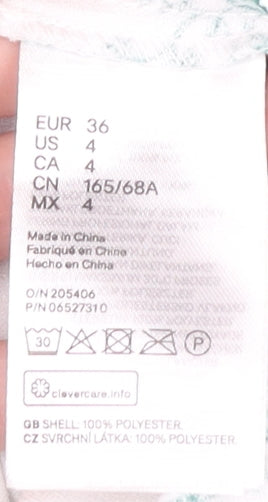 EUR 36
US 4
CA 4
CN 165/68A
MX 4
Made in China
Fabriqué en Chine
Hecho en China
O/N 205406
P/N 06527310
30 P
clevercare.info
GB SHELL: 100% POLYESTER
CZ SVRCHNÍ LÁTKA: 100% POLYESTER